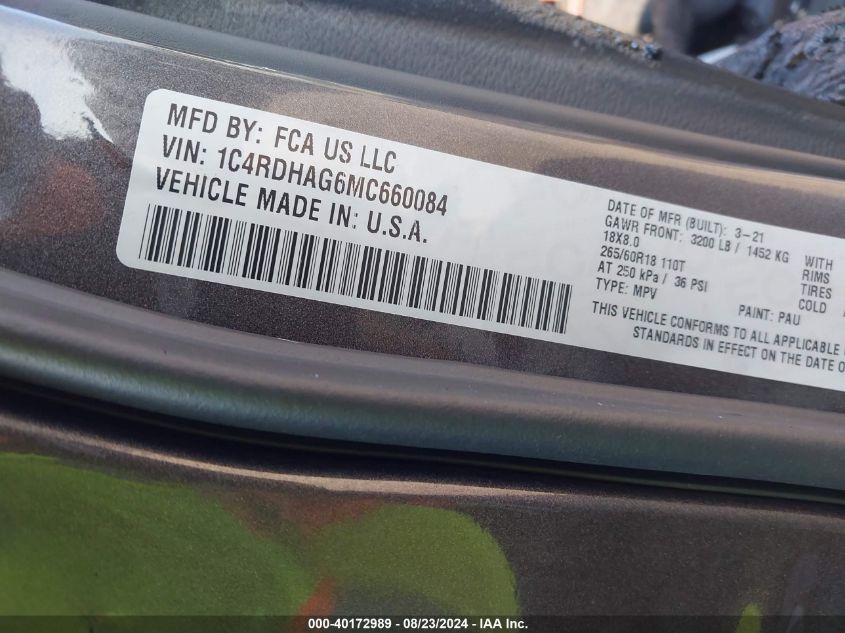 MFD BY: FCA US LLC
VIN: 1C4RDHAG6MC660084
VEHICLE MADE IN: U.S.A.
DATE OF MFR (BUILT): 3-21
GAWR FRONT: 3200 LB / 1452 KG WITH
18X8.0 RIMS
265/60R18 110T TIRES
AT 250 kPa / 36 PSI COLD
TYPE: MPV PAINT: PAU
THIS VEHICLE CONFORMS TO ALL APPLICABLE
STANDARDS IN EFFECT ON THE DATE O
000-40172989 - 08/23/2024 - IAA Inc.